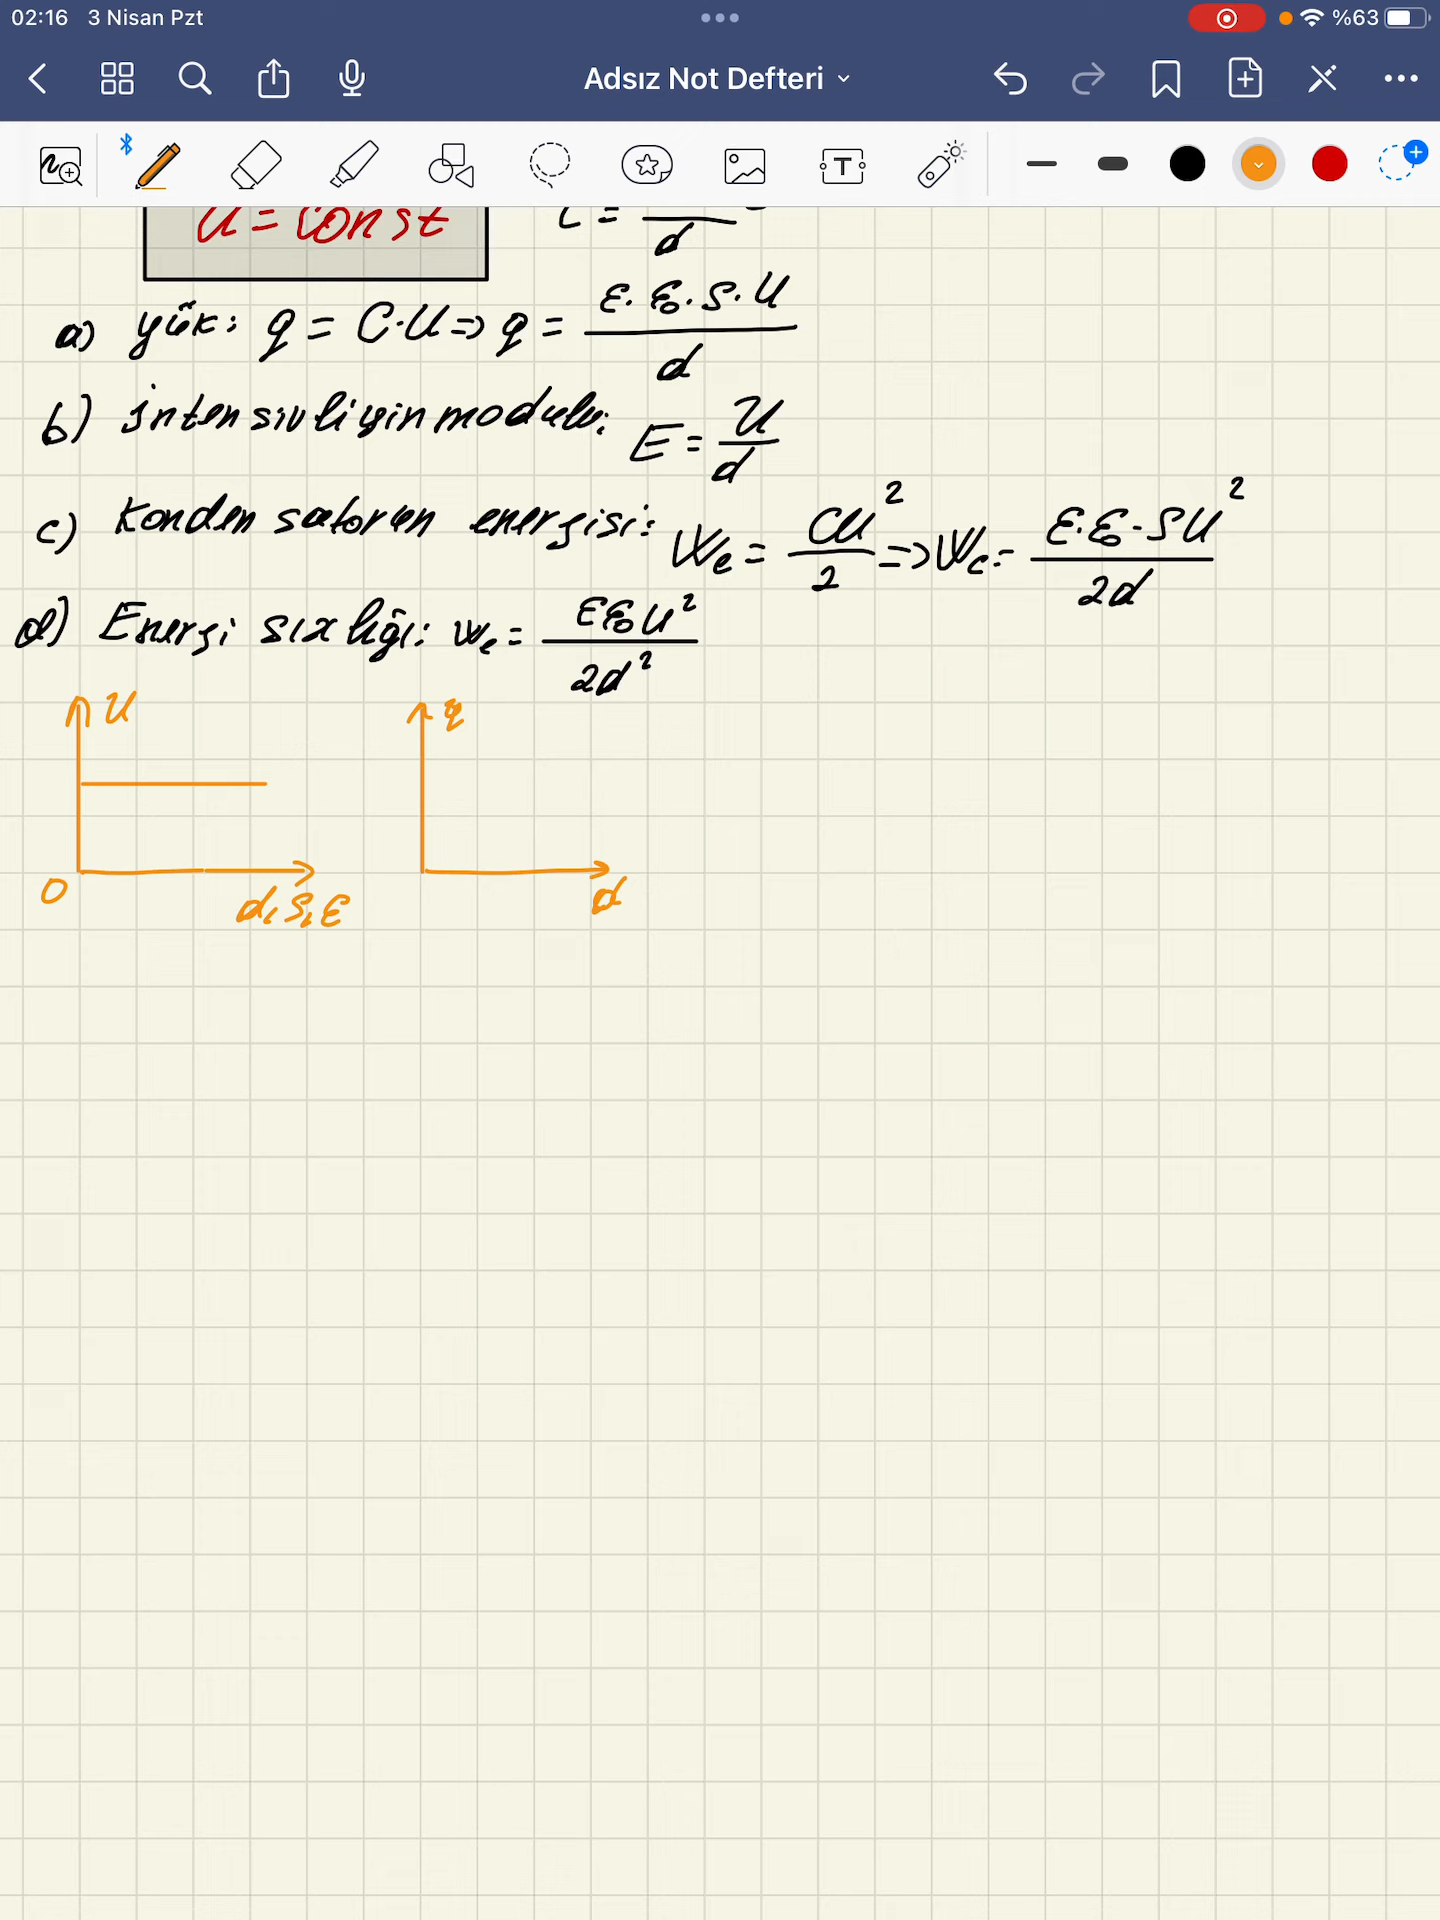 02:16 3 Nisan Pzt %63
Adsız Not Defteri
T
U = Const
d
a) yük: q = C·U => q = ε·ε₀·S·U / d
b) intensivliyin modulu: E = U / d
c) Kondensatorun enerjisi: We = CU² / 2 => We = ε·ε₀·SU² / 2d
d) Enerji sıxlığı: we = εε₀U² / 2d²
U q
0 d, S, ε d